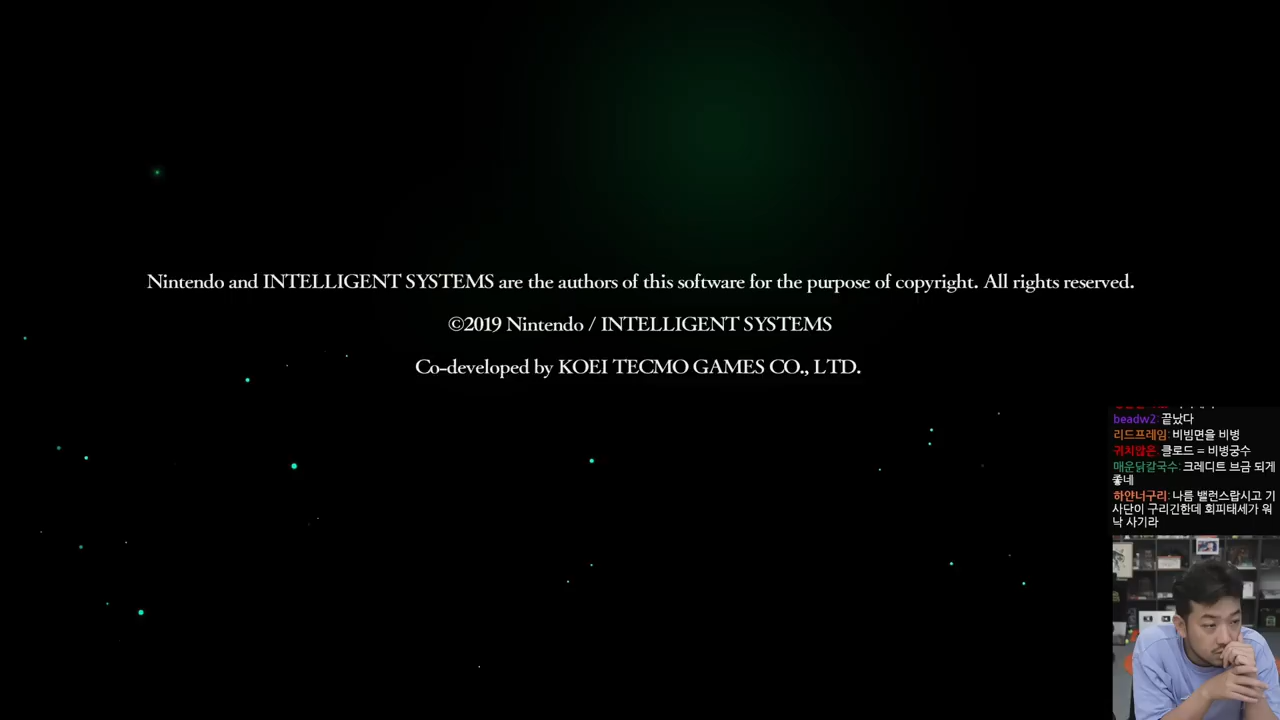 Nintendo and INTELLIGENT SYSTEMS are the authors of this software for the purpose of copyright. All rights reserved.
©2019 Nintendo / INTELLIGENT SYSTEMS
Co-developed by KOEI TECMO GAMES CO., LTD.
beadw2: 끝났다
리드프레임: 비빔면을 비병
귀치않은: 클로드 = 비병궁수
매운닭칼국수: 크레디트 브금 되게
좋네
하얀너구리: 나름 밸런스랍시고 기
사단이 구리긴한데 회피태세가 워
낙 사기라